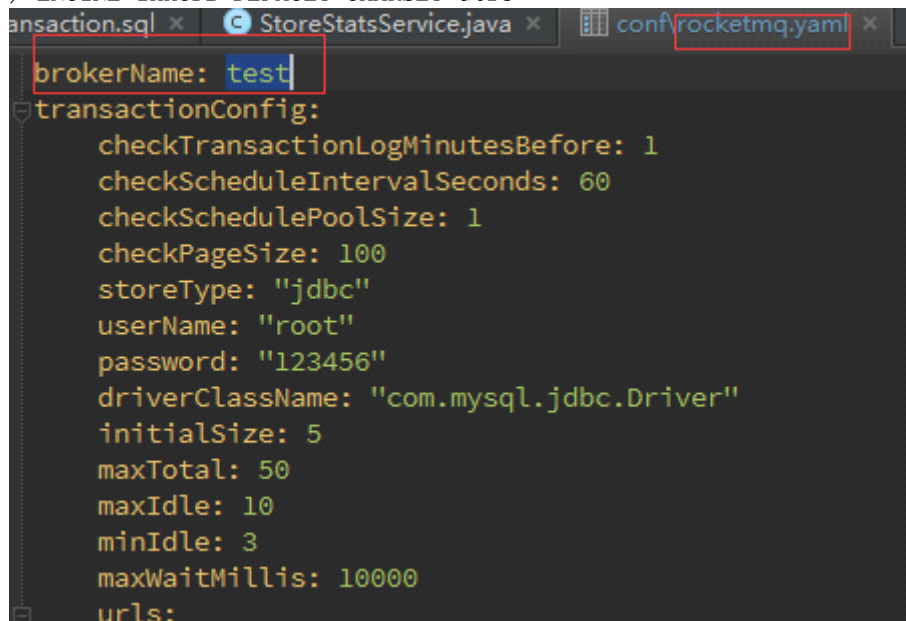 ansaction.sql × StoreStatsService.java × conf\rocketmq.yaml ×
brokerName: test
transactionConfig:
checkTransactionLogMinutesBefore: 1
checkScheduleIntervalSeconds: 60
checkSchedulePoolSize: 1
checkPageSize: 100
storeType: "jdbc"
userName: "root"
password: "123456"
driverClassName: "com.mysql.jdbc.Driver"
initialSize: 5
maxTotal: 50
maxIdle: 10
minIdle: 3
maxWaitMillis: 10000
urls: